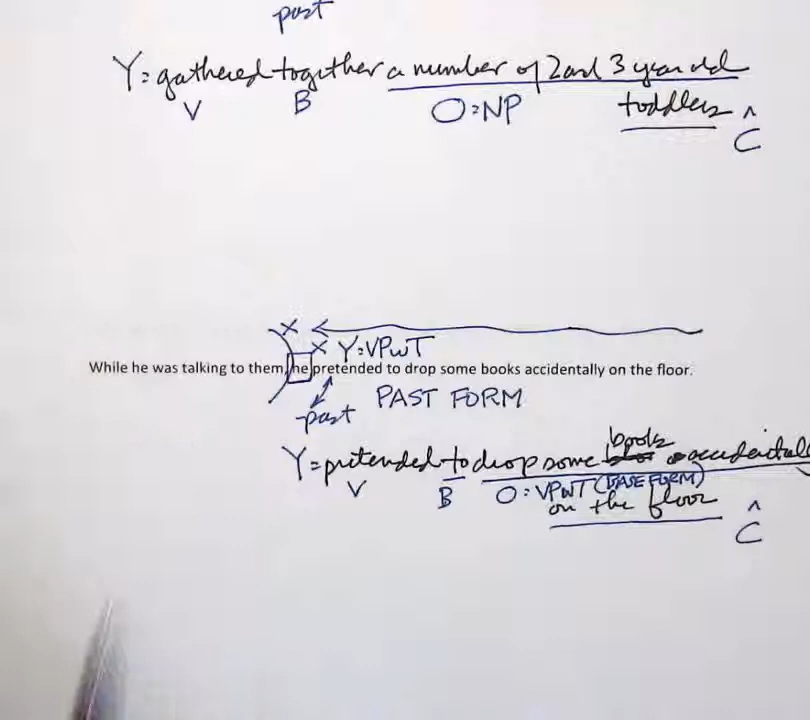 past
Y=gathered together a number of 2 and 3 year old
V B O=NP toddlers ^
C
X
X Y=VPwT
While he was talking to them, he pretended to drop some books accidentally on the floor.
past PAST FORM
books
Y=pretended to drop some accidentall
V B O=VPwT (BASE FORM)
on the floor ^
C